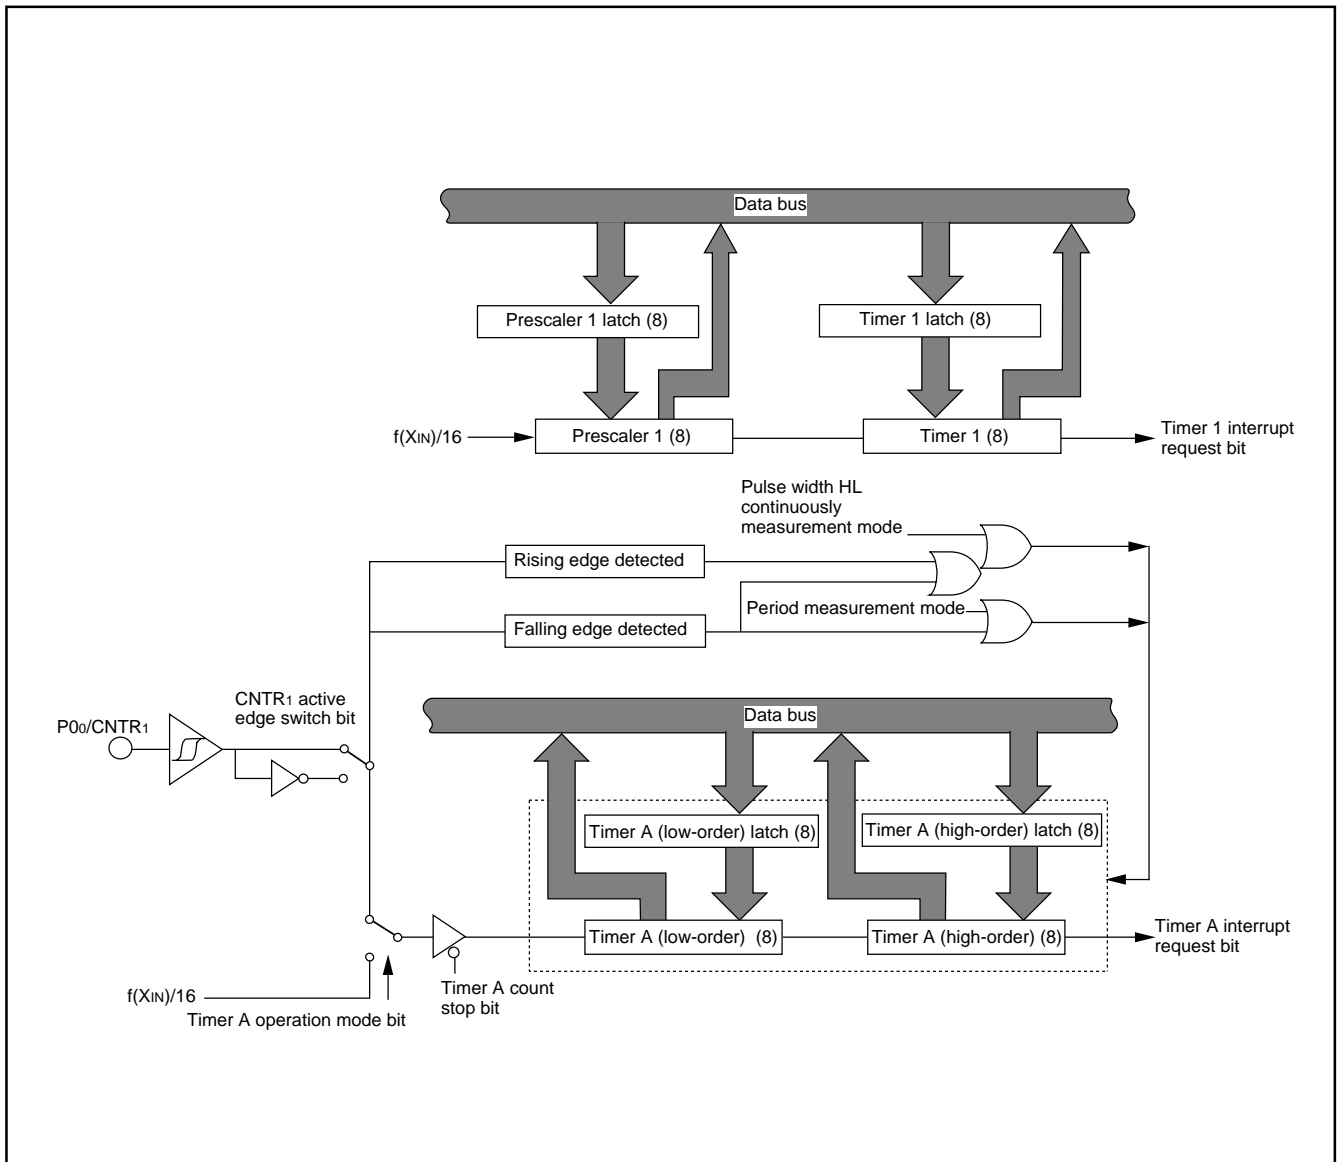 Data bus
Prescaler 1 latch (8)
Timer 1 latch (8)
f(XIN)/16
Prescaler 1 (8)
Timer 1 (8)
Timer 1 interrupt
request bit
Pulse width HL
continuously
measurement mode
Rising edge detected
Period measurement mode
Falling edge detected
CNTR1 active
edge switch bit
P00/CNTR1
Data bus
Timer A (low-order) latch (8)
Timer A (high-order) latch (8)
Timer A (low-order) (8)
Timer A (high-order) (8)
Timer A interrupt
request bit
Timer A count
stop bit
f(XIN)/16
Timer A operation mode bit